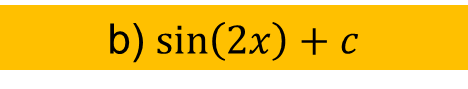 b) sin(2x) + c